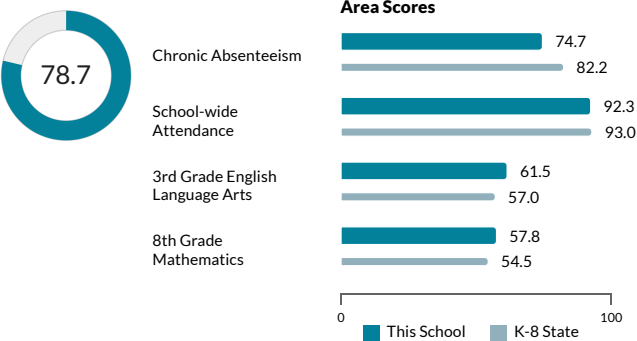 Area Scores
78.7
Chronic Absenteeism
74.7
82.2
School-wide
Attendance
92.3
93.0
3rd Grade English
Language Arts
61.5
57.0
8th Grade
Mathematics
57.8
54.5
0
100
This School
K-8 State